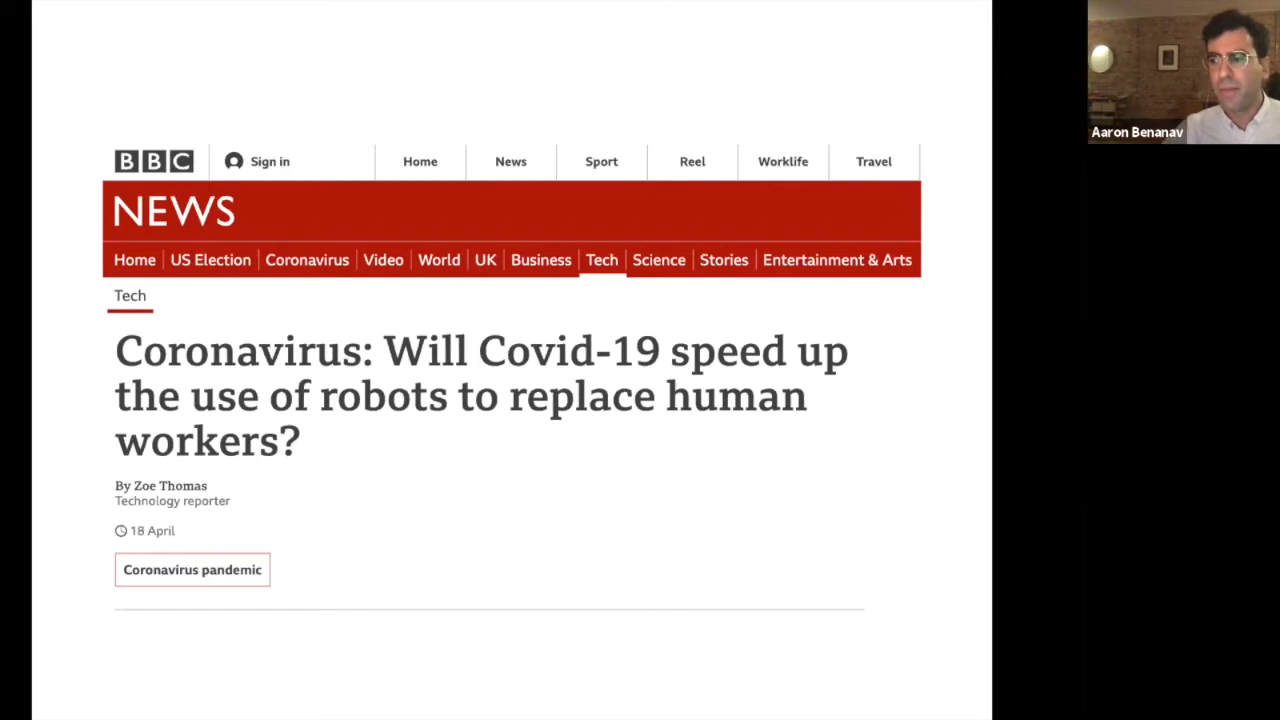 BBC
Sign in
Home
News
Sport
Reel
Worklife
Travel
NEWS
Home
US Election
Coronavirus
Video
World
UK
Business
Tech
Science
Stories
Entertainment & Arts
Tech
Coronavirus: Will Covid-19 speed up
the use of robots to replace human
workers?
By Zoe Thomas
Technology reporter
18 April
Coronavirus pandemic
Aaron Benanav